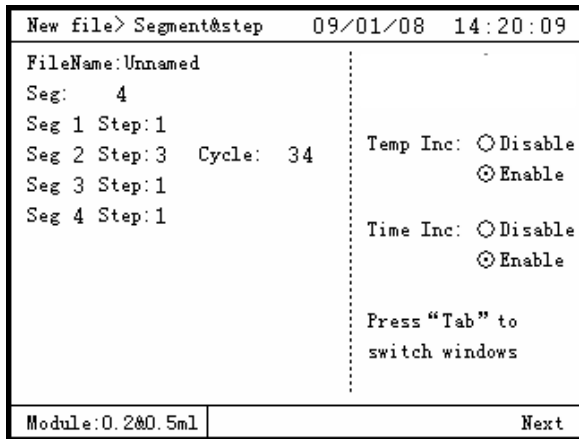 New file> Segment&step 09/01/08 14:20:09
FileName:Unnamed
Seg: 4
Seg 1 Step:1
Seg 2 Step:3 Cycle: 34
Seg 3 Step:1
Seg 4 Step:1
Temp Inc: Disable
Enable
Time Inc: Disable
Enable
Press “Tab” to
switch windows
Module:0.2&0.5ml Next